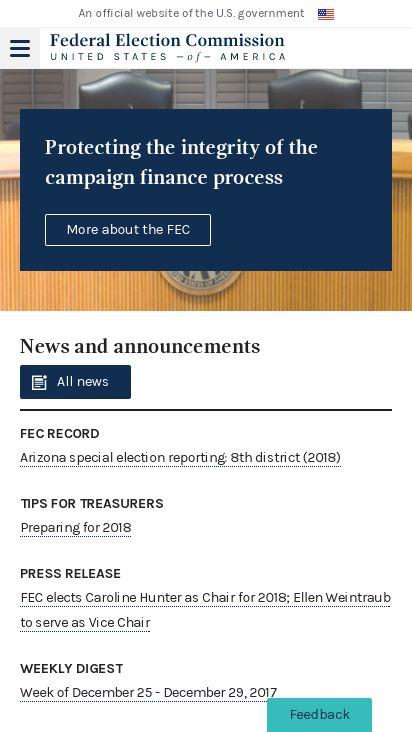 An official website of the U.S. government
Federal Election Commission
UNITED STATES —of— AMERICA
Protecting the integrity of the
campaign finance process
More about the FEC
News and announcements
All news
FEC RECORD
Arizona special election reporting: 8th district (2018)
TIPS FOR TREASURERS
Preparing for 2018
PRESS RELEASE
FEC elects Caroline Hunter as Chair for 2018; Ellen Weintraub
to serve as Vice Chair
WEEKLY DIGEST
Week of December 25 - December 29, 2017
Feedback